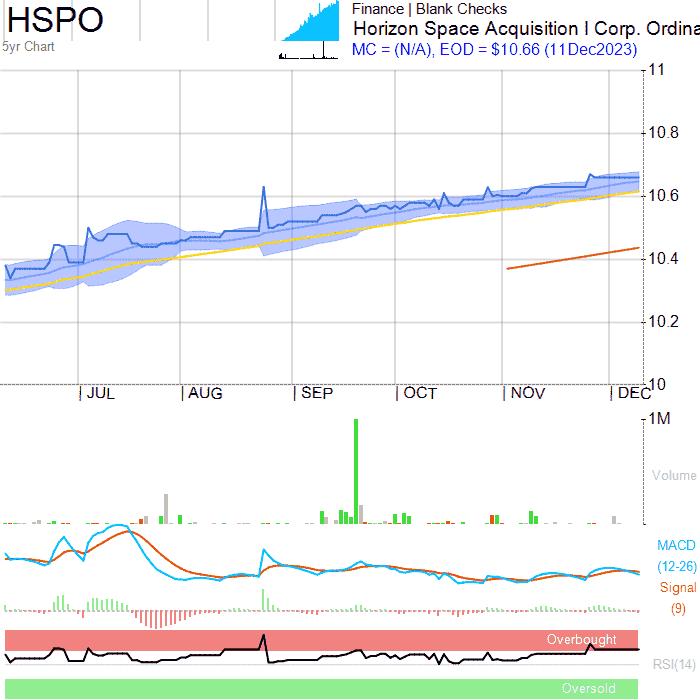 HSPO
5yr Chart
Finance | Blank Checks
Horizon Space Acquisition I Corp. Ordina
MC = (N/A), EOD = $10.66 (11Dec2023)
11
10.8
10.6
10.4
10.2
10
JUL AUG SEP OCT NOV DEC
1M
Volume
MACD
(12-26)
Signal
(9)
Overbought
RSI(14)
Oversold